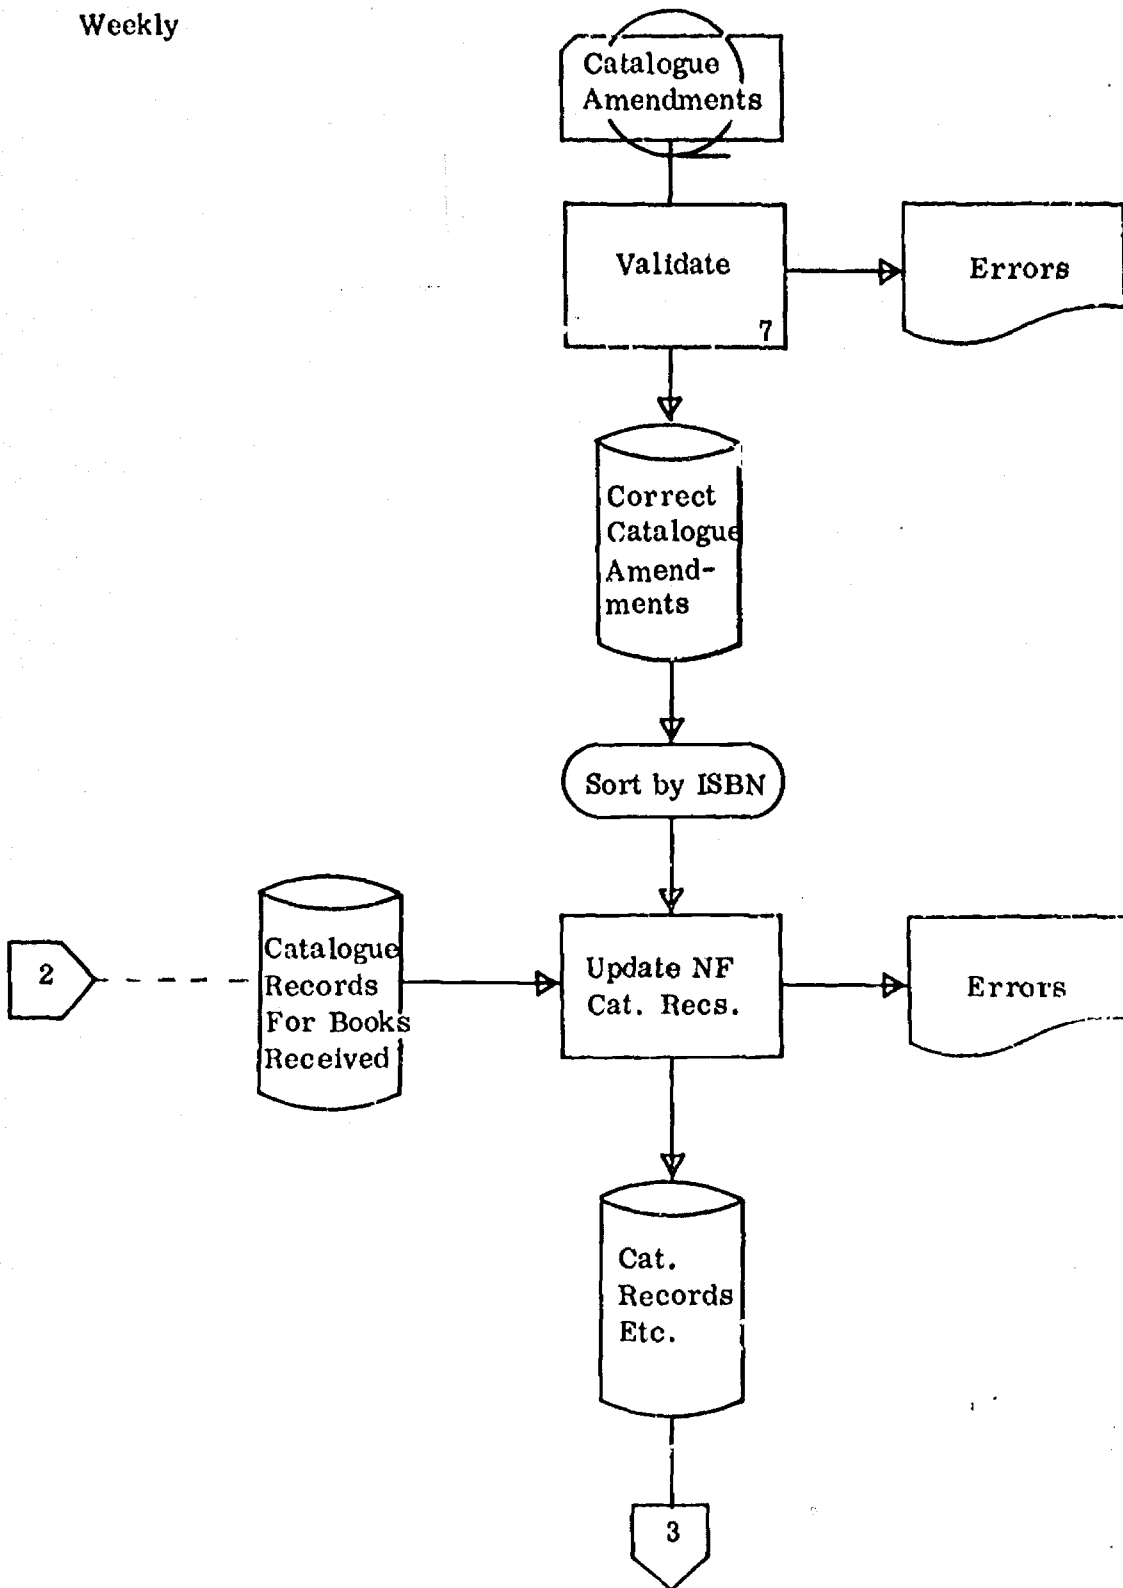 Weekly
Catalogue
Amendments
Validate
7
Errors
Correct
Catalogue
Amend-
ments
Sort by ISBN
2
Catalogue
Records
For Books
Received
Update NF
Cat. Recs.
Errors
Cat.
Records
Etc.
3